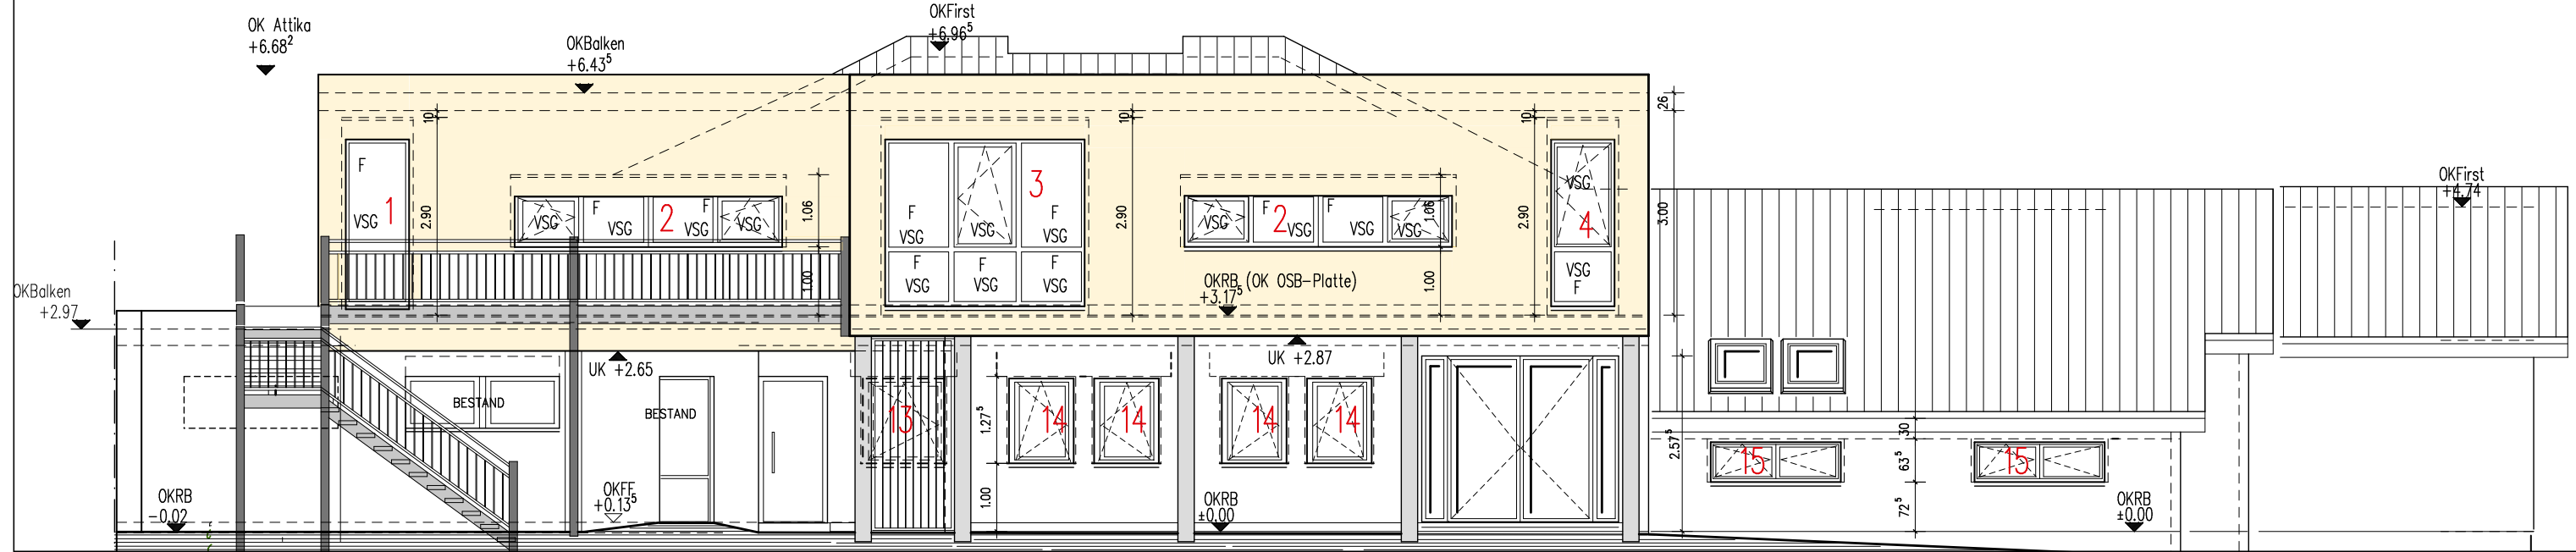 OKFirst
+6.96⁵
OK Attika
+6.68²
OKBalken
+6.43⁵
26
10
10
10
F
VSG
1
2.90
VSG
F
VSG
2
F
VSG
VSG
1.06
1.00
F
VSG
VSG
3
F
VSG
F
VSG
F
VSG
F
VSG
2.90
VSG
F
2
VSG
F
VSG
VSG
1.06
1.00
2.90
VSG
4
VSG
F
3.00
OKFirst
+4.74
OKRB (OK OSB-Platte)
+3.17⁵
OKBalken
+2.97
UK +2.65
UK +2.87
BESTAND
BESTAND
13
1.27⁵
1.00
14
14
14
14
2.57⁵
30
63⁵
72⁵
15
15
OKRB
-0.02
OKFF
+0.13⁵
OKRB
±0.00
OKRB
±0.00